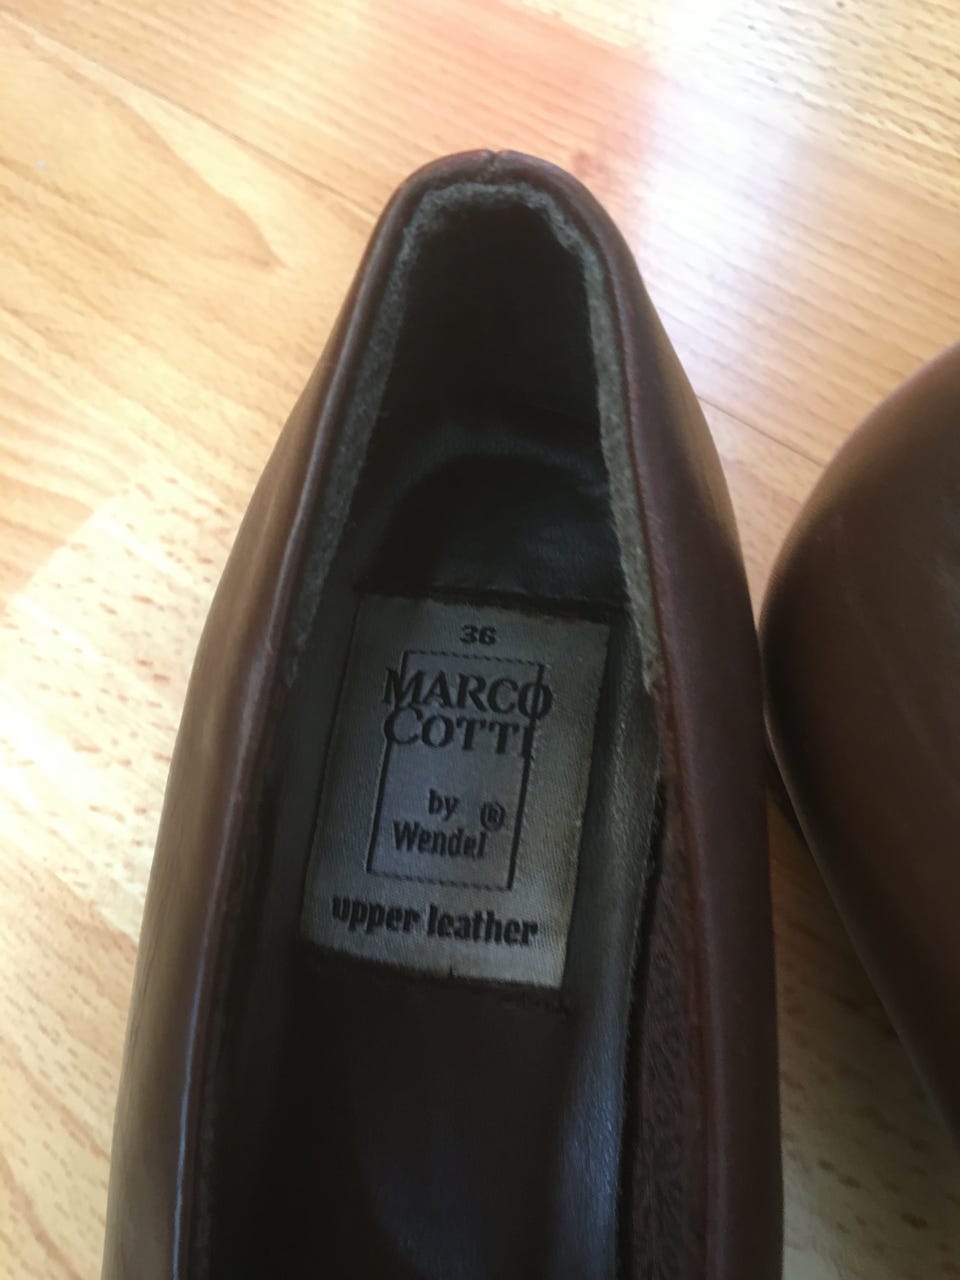 36
MARCO
COTTI
by
Wendel®
upper leather